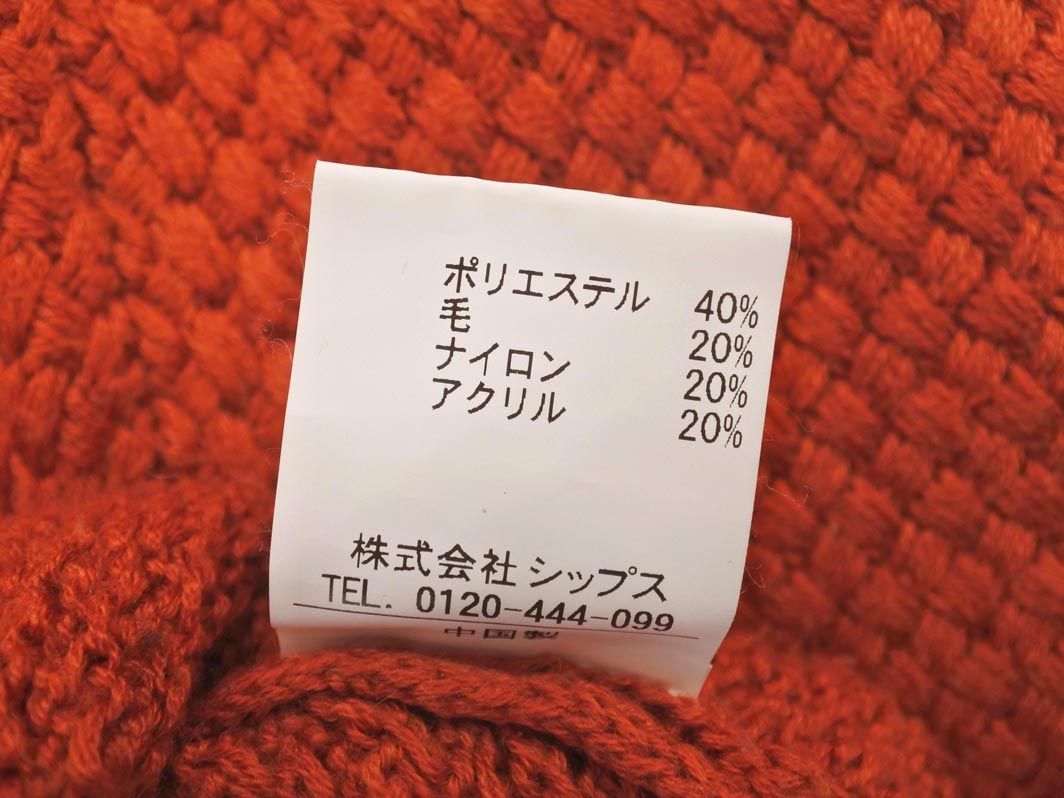 ポリエステル 40%
毛 20%
ナイロン 20%
アクリル 20%
株式会社シップス
TEL. 0120-444-099
中国製